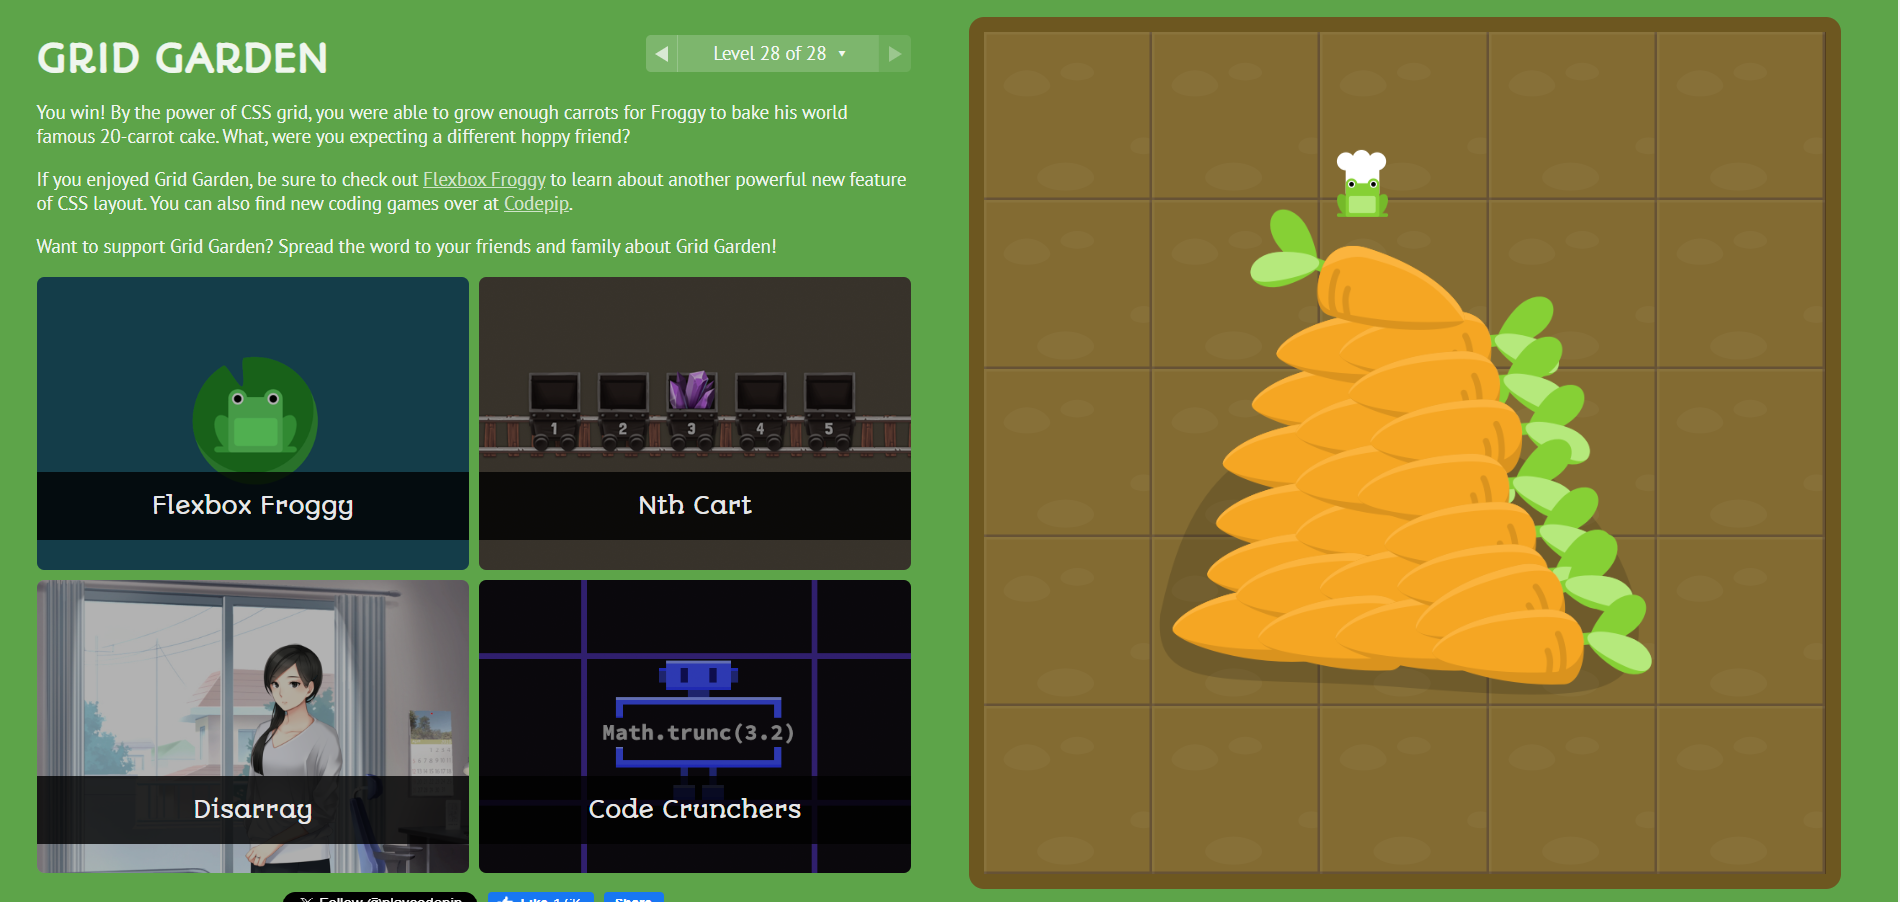 GRID GARDEN
Level 28 of 28
You win! By the power of CSS grid, you were able to grow enough carrots for Froggy to bake his world
famous 20-carrot cake. What, were you expecting a different hoppy friend?
If you enjoyed Grid Garden, be sure to check out Flexbox Froggy to learn about another powerful new feature
of CSS layout. You can also find new coding games over at Codepip.
Want to support Grid Garden? Spread the word to your friends and family about Grid Garden!
Flexbox Froggy
1 2 3 4 5
Nth Cart
Disarray
Math.trunc(3.2)
Code Crunchers
Follow @playcodepip
Like
Share